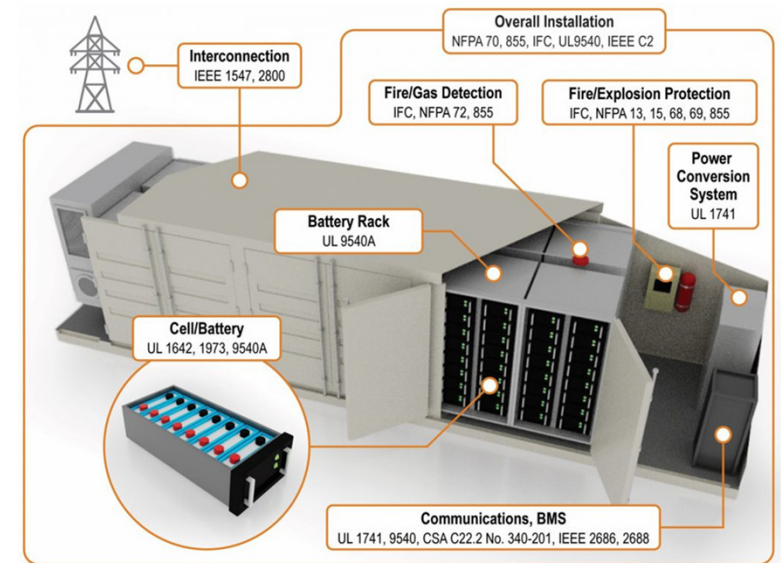 Overall Installation
NFPA 70, 855, IFC, UL9540, IEEE C2
Interconnection
IEEE 1547, 2800
Fire/Gas Detection
IFC, NFPA 72, 855
Fire/Explosion Protection
IFC, NFPA 13, 15, 68, 69, 855
Power
Conversion
System
UL 1741
Battery Rack
UL 9540A
Cell/Battery
UL 1642, 1973, 9540A
Communications, BMS
UL 1741, 9540, CSA C22.2 No. 340-201, IEEE 2686, 2688